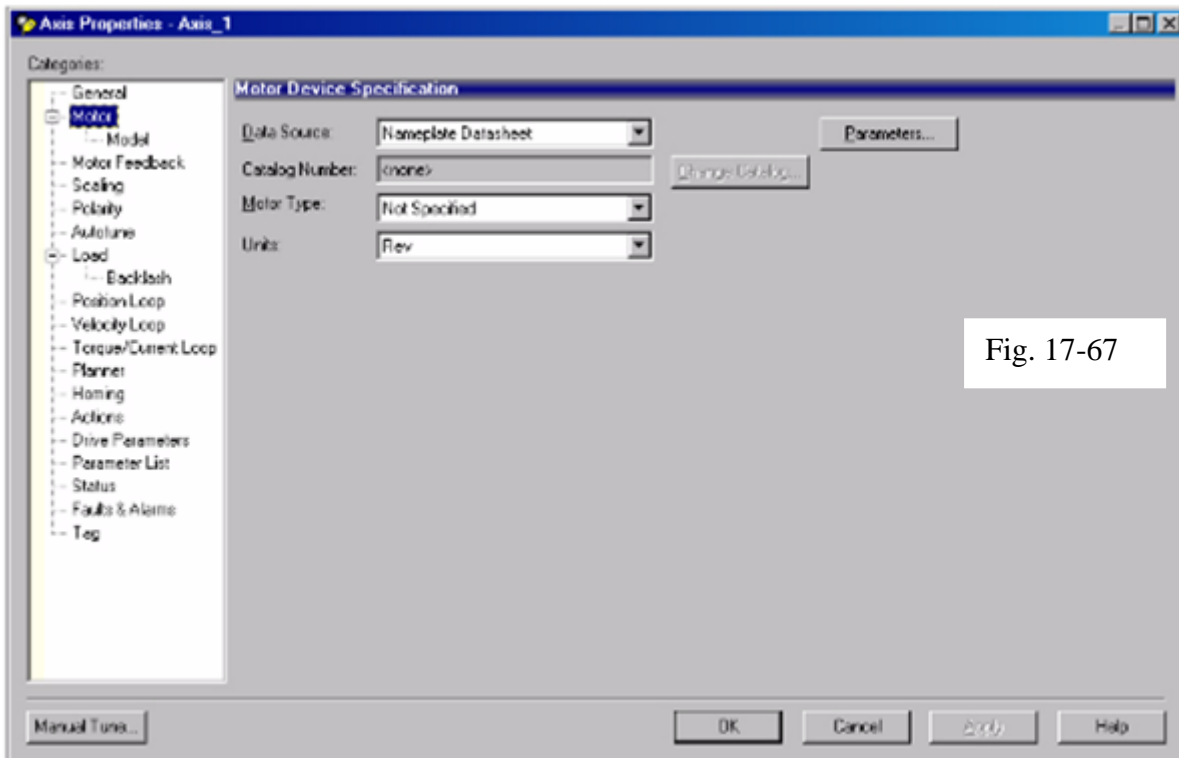 Axis Properties - Axis_1
Categories:
General
Motor
Model
Motor Feedback
Scaling
Polarity
Autotune
Load
Backlash
Position Loop
Velocity Loop
Torque/Current Loop
Planner
Homing
Actions
Drive Parameters
Parameter List
Status
Faults & Alarms
Tag
Motor Device Specification
Data Source: Nameplate Datasheet Parameters...
Catalog Number: <none> Change Catalog...
Motor Type: Not Specified
Units: Rev
Fig. 17-67
Manual Tune... OK Cancel Apply Help